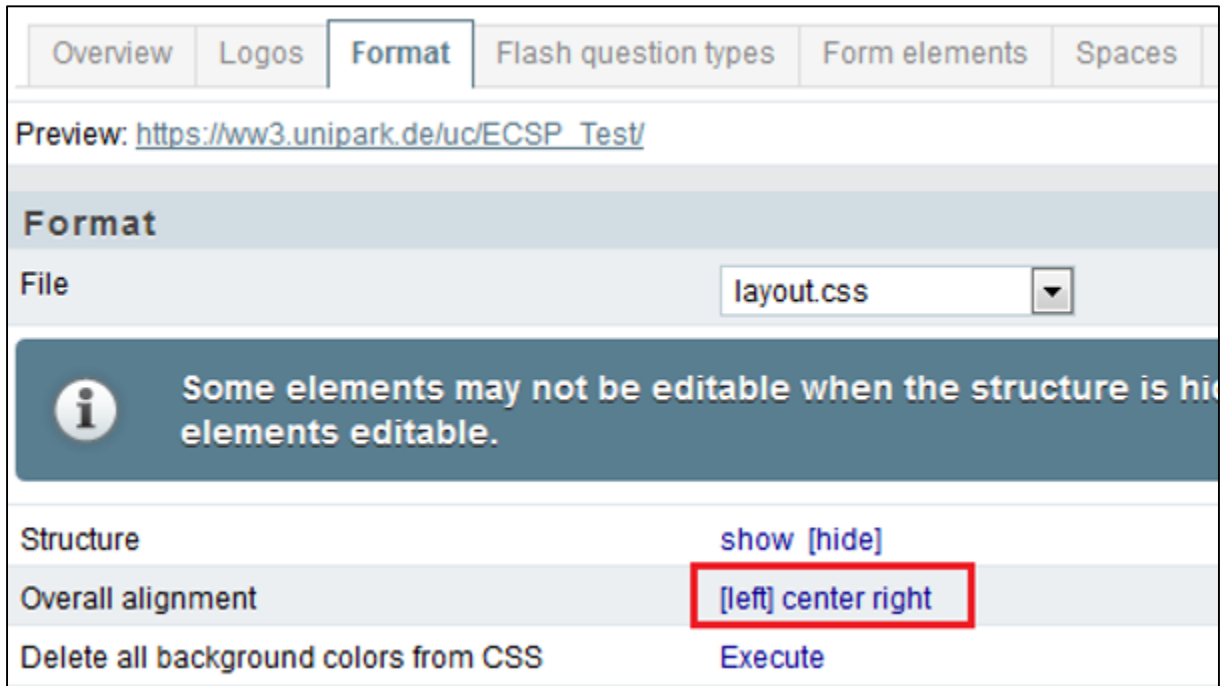 Overview Logos Format Flash question types Form elements Spaces
Preview: https://ww3.unipark.de/uc/ECSP_Test/
Format
File layout.css
Some elements may not be editable when the structure is
elements editable.
Structure show [hide]
Overall alignment [left] center right
Delete all background colors from CSS Execute